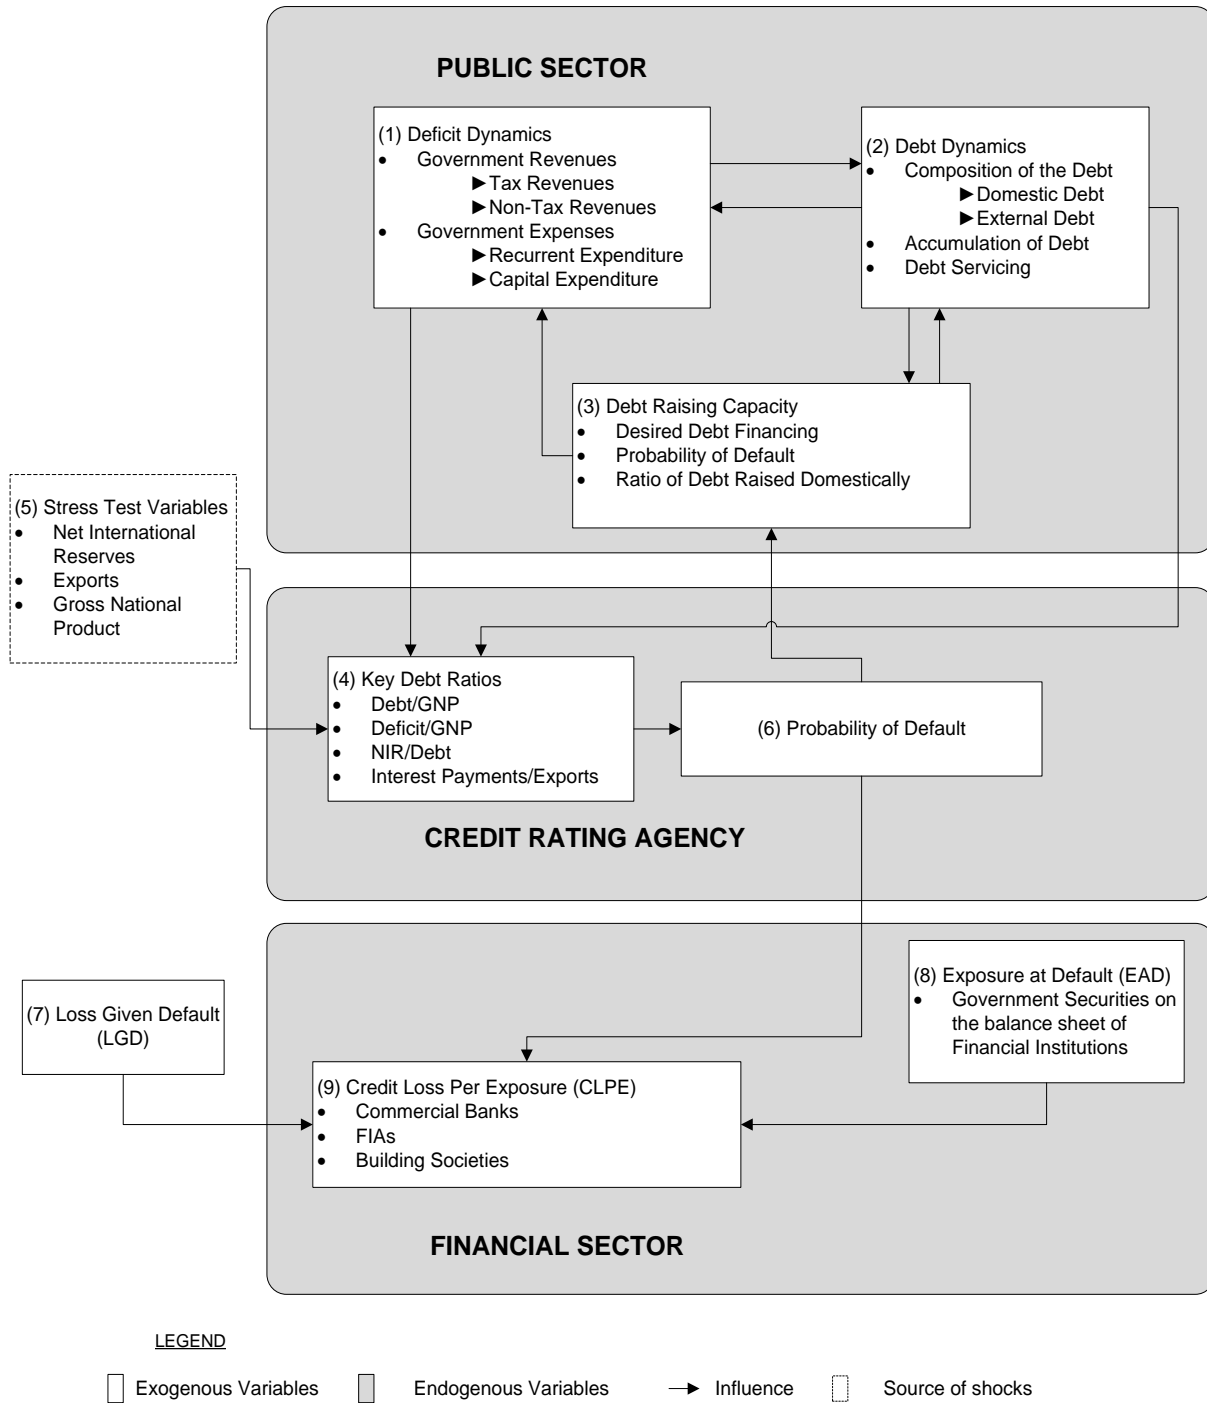 PUBLIC SECTOR
(1) Deficit Dynamics
• Government Revenues
►Tax Revenues
►Non-Tax Revenues
• Government Expenses
►Recurrent Expenditure
►Capital Expenditure
(2) Debt Dynamics
• Composition of the Debt
►Domestic Debt
►External Debt
• Accumulation of Debt
• Debt Servicing
(3) Debt Raising Capacity
• Desired Debt Financing
• Probability of Default
• Ratio of Debt Raised Domestically
(5) Stress Test Variables
• Net International
Reserves
• Exports
• Gross National
Product
(4) Key Debt Ratios
• Debt/GNP
• Deficit/GNP
• NIR/Debt
• Interest Payments/Exports
(6) Probability of Default
CREDIT RATING AGENCY
(7) Loss Given Default
(LGD)
(8) Exposure at Default (EAD)
• Government Securities on
the balance sheet of
Financial Institutions
(9) Credit Loss Per Exposure (CLPE)
• Commercial Banks
• FIAs
• Building Societies
FINANCIAL SECTOR
LEGEND
Exogenous Variables
Endogenous Variables
Influence
Source of shocks